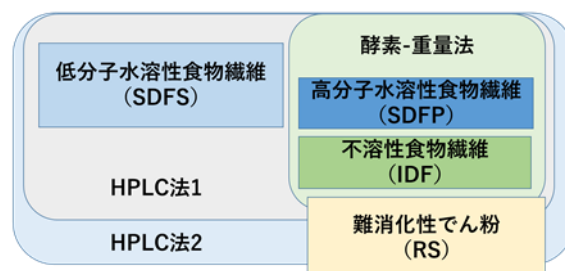 酵素-重量法
低分子水溶性食物繊維
（SDFS）
高分子水溶性食物繊維
（SDFP）
不溶性食物繊維
（IDF）
HPLC法1
難消化性でん粉
（RS）
HPLC法2